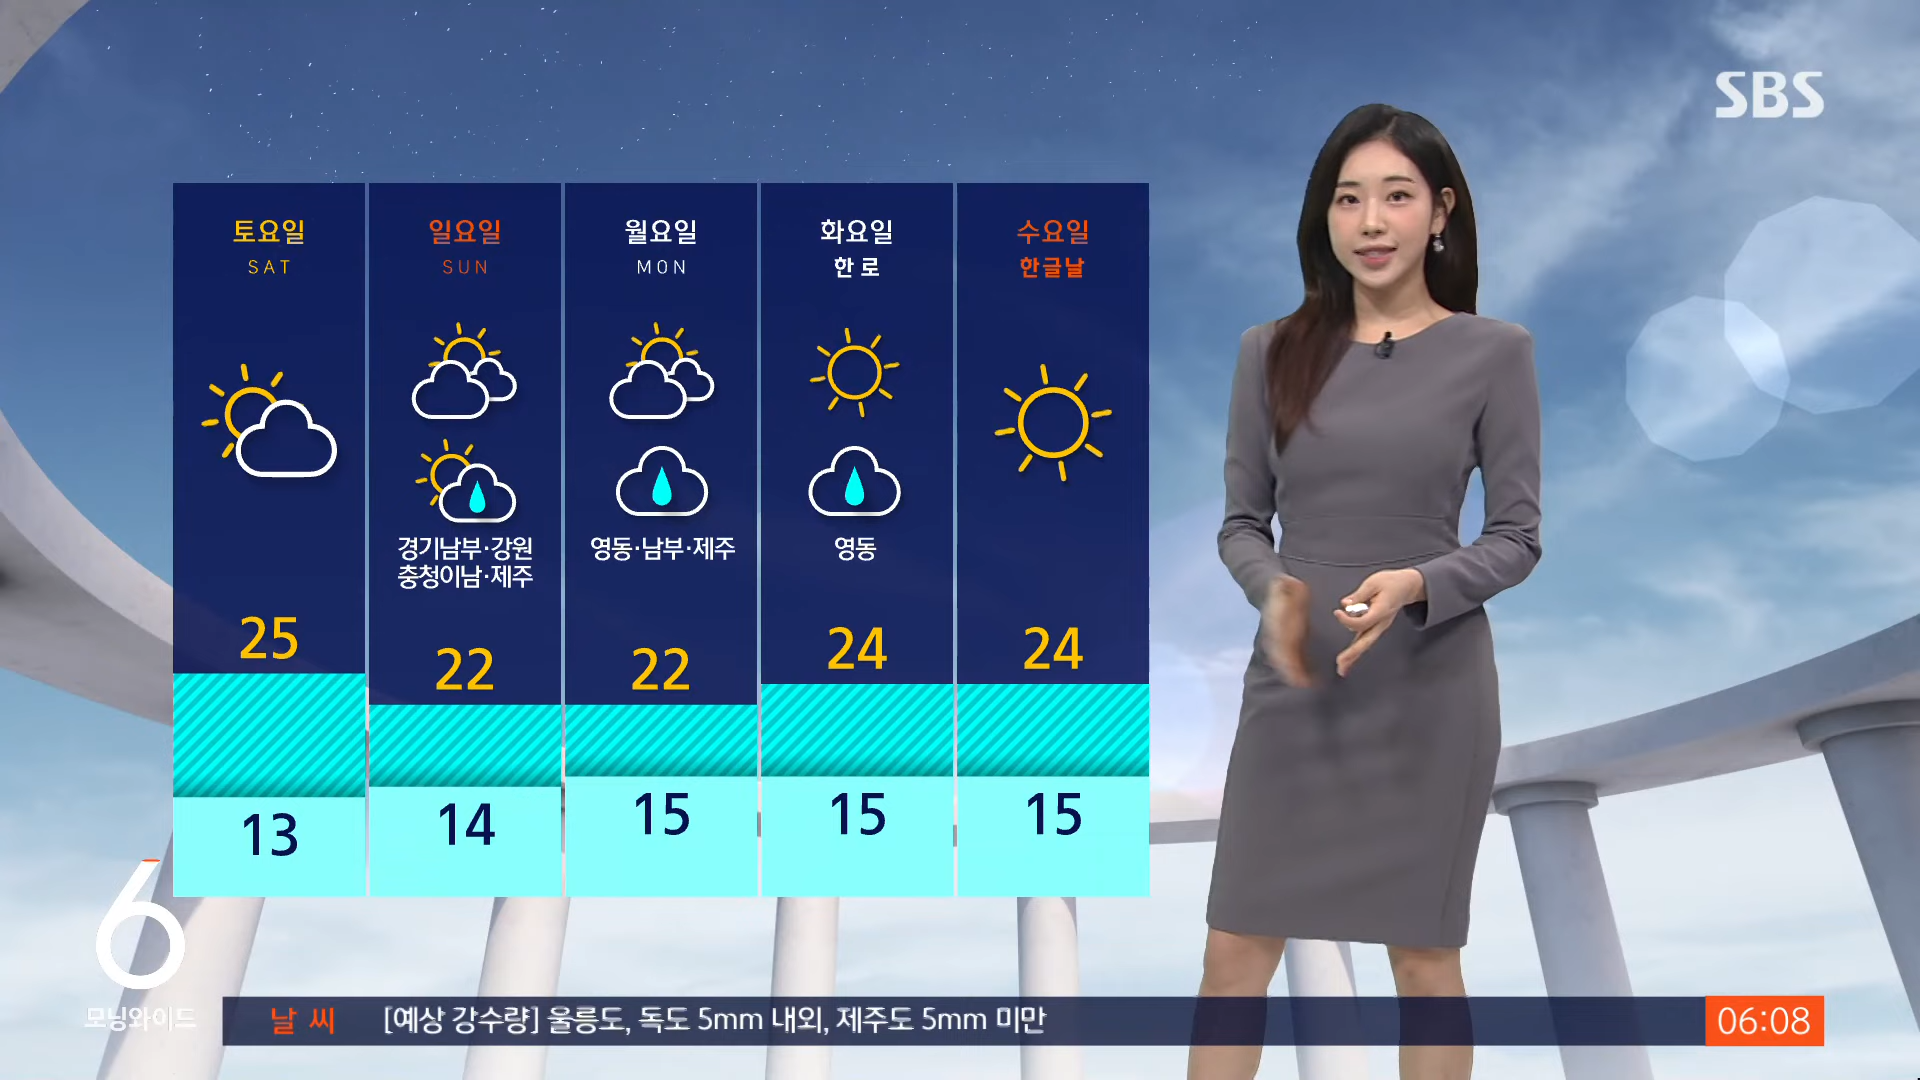 SBS
토요일
SAT
25
13
일요일
SUN
경기남부·강원
충청이남·제주
22
14
월요일
MON
영동·남부·제주
22
15
화요일
한로
영동
24
15
수요일
한글날
24
15
6
모닝와이드
날씨
[예상 강수량] 울릉도, 독도 5mm 내외, 제주도 5mm 미만
06:08